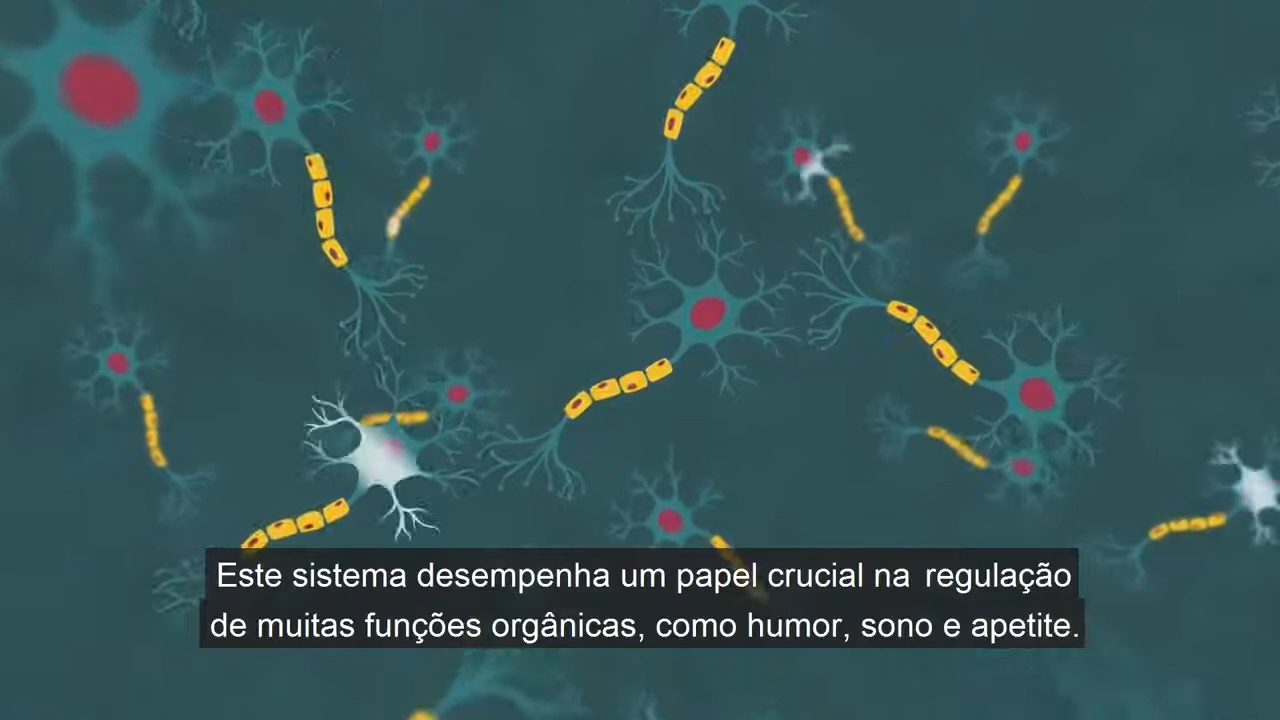 Este sistema desempenha um papel crucial na regulação
de muitas funções orgânicas, como humor, sono e apetite.